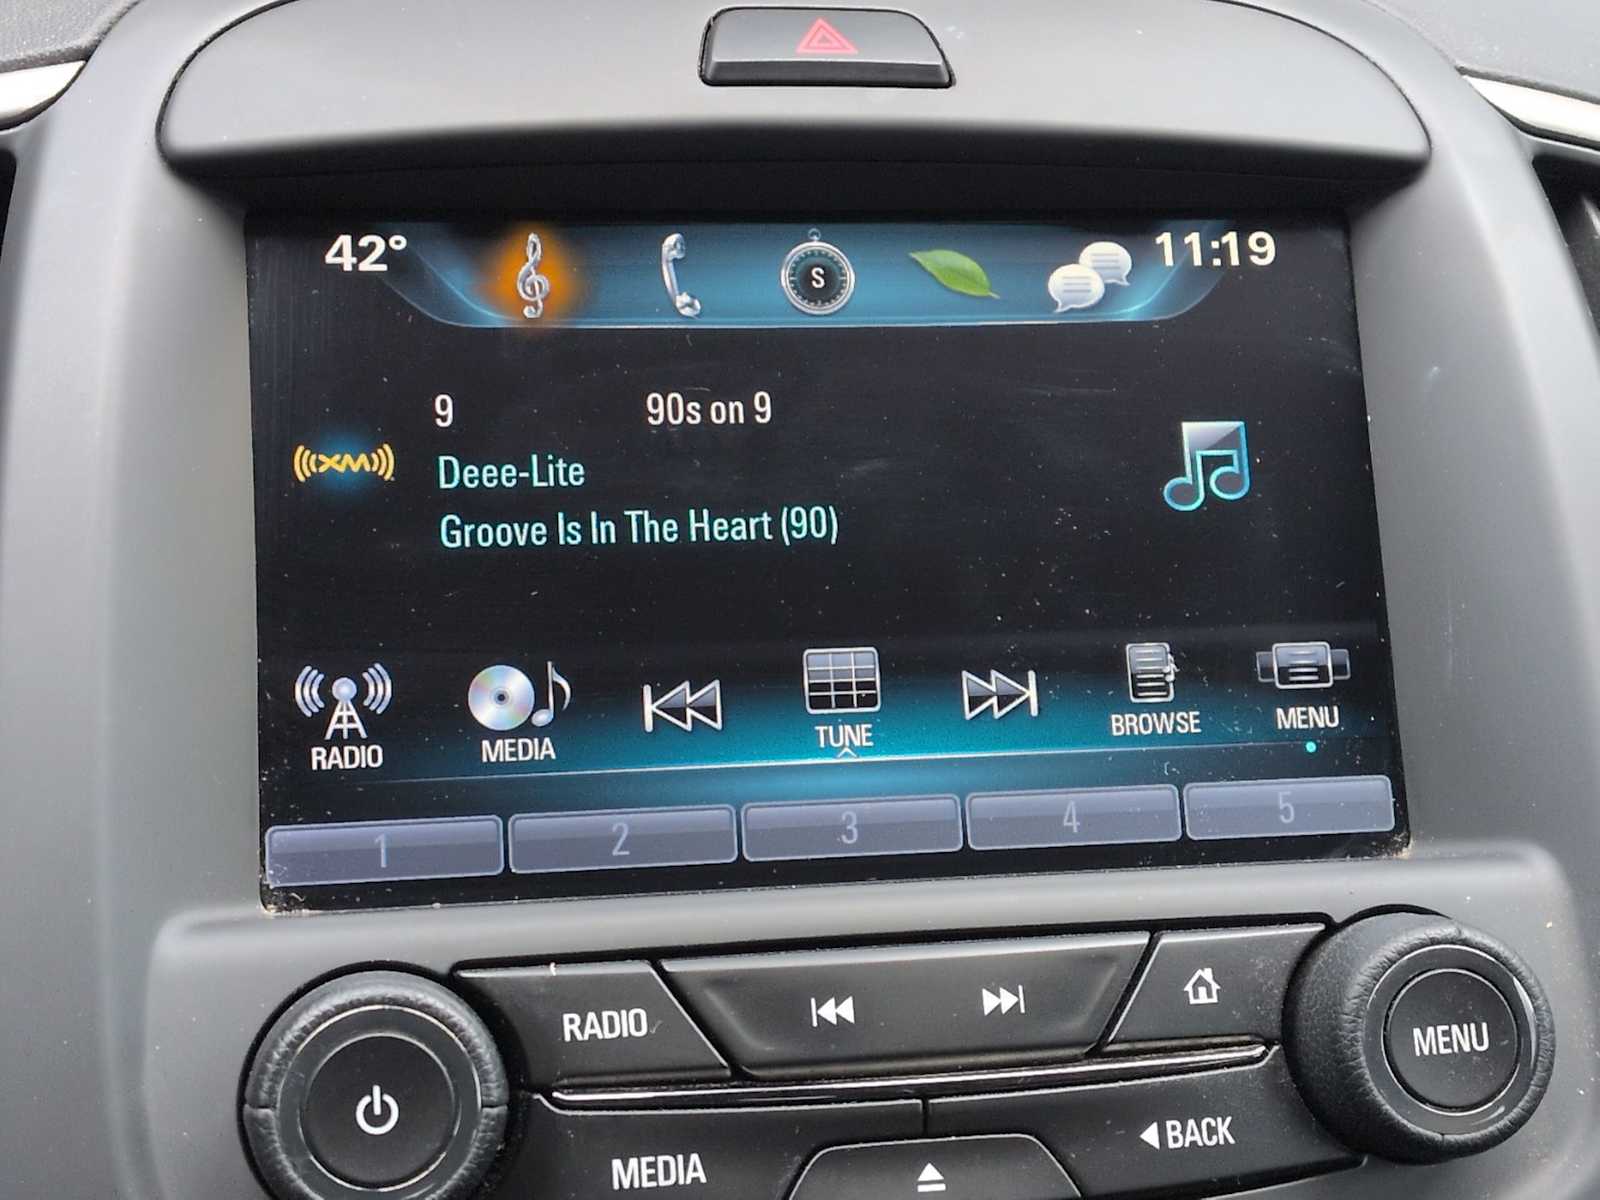 42°
S
11:19
9 90s on 9
XM
Deee-Lite
Groove Is In The Heart (90)
RADIO MEDIA TUNE BROWSE MENU
1 2 3 4 5
RADIO
MENU
MEDIA
BACK